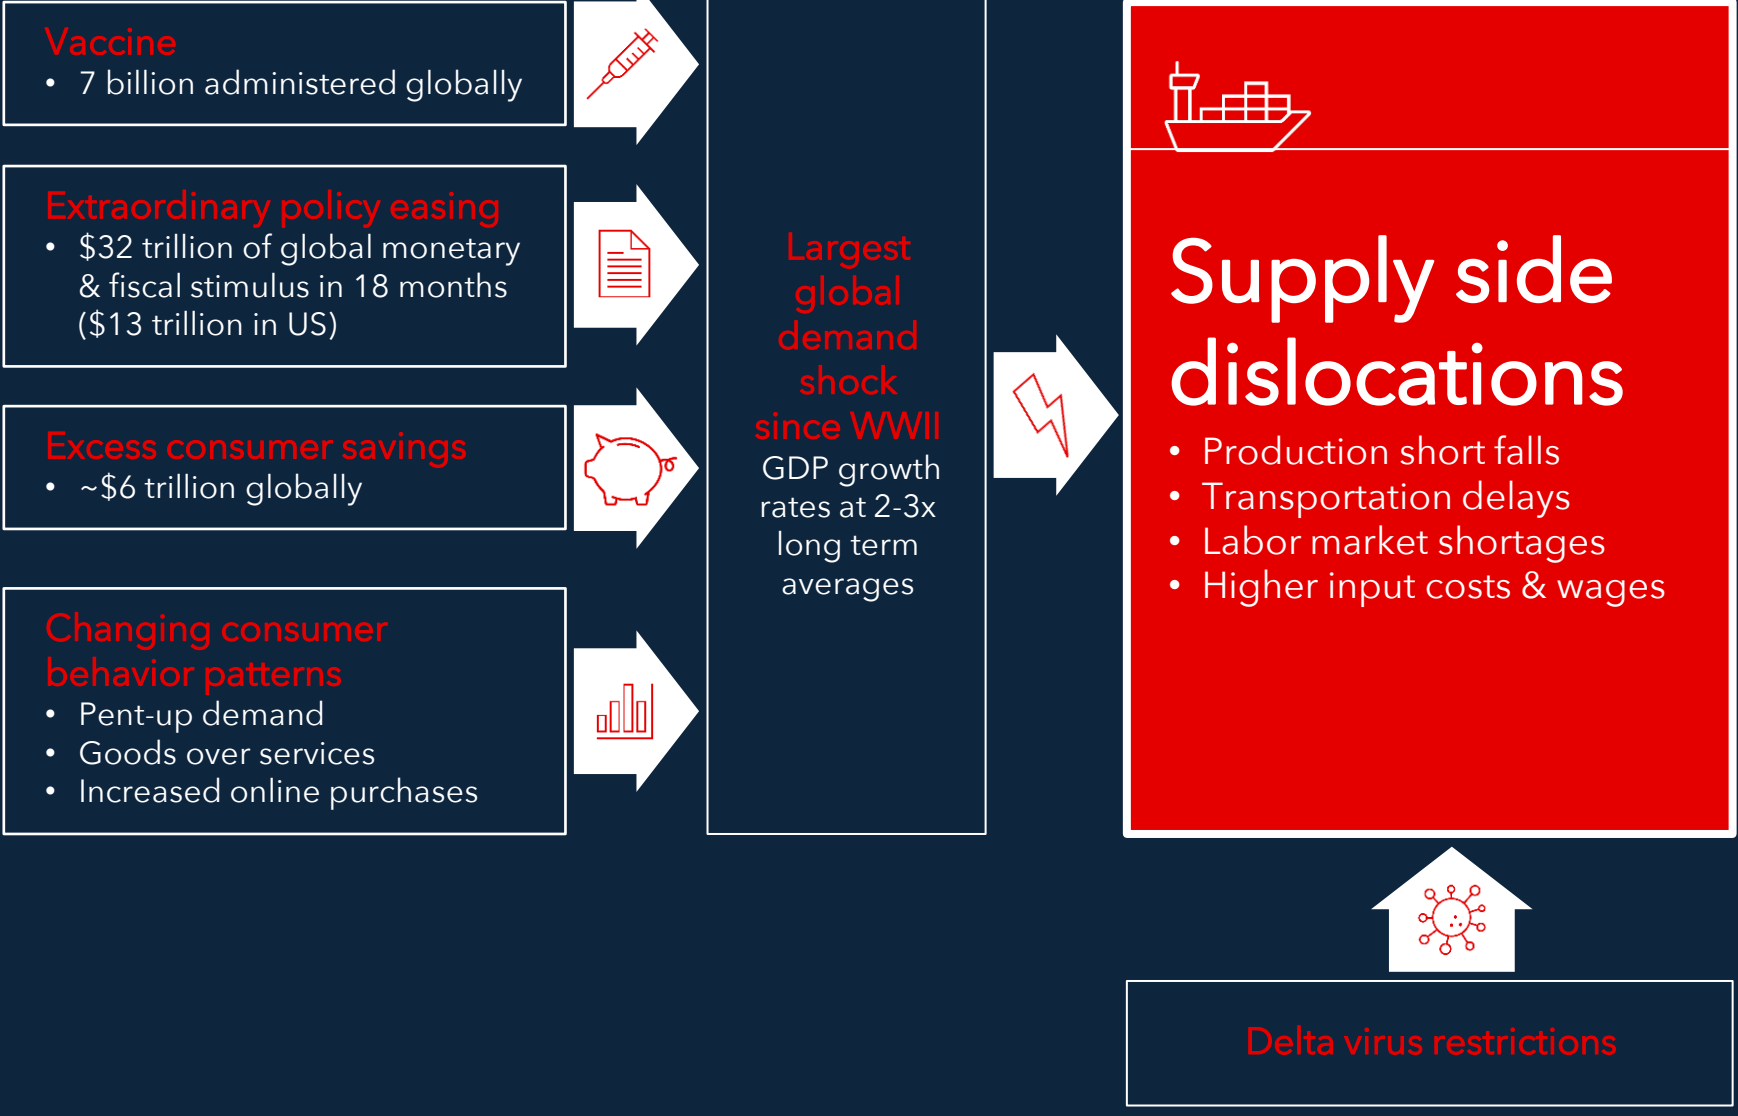 Vaccine
• 7 billion administered globally
Extraordinary policy easing
• $32 trillion of global monetary
& fiscal stimulus in 18 months
($13 trillion in US)
Excess consumer savings
• ~$6 trillion globally
Changing consumer
behavior patterns
• Pent-up demand
• Goods over services
• Increased online purchases
Largest
global
demand
shock
since WWII
GDP growth
rates at 2-3x
long term
averages
Supply side
dislocations
• Production short falls
• Transportation delays
• Labor market shortages
• Higher input costs & wages
Delta virus restrictions